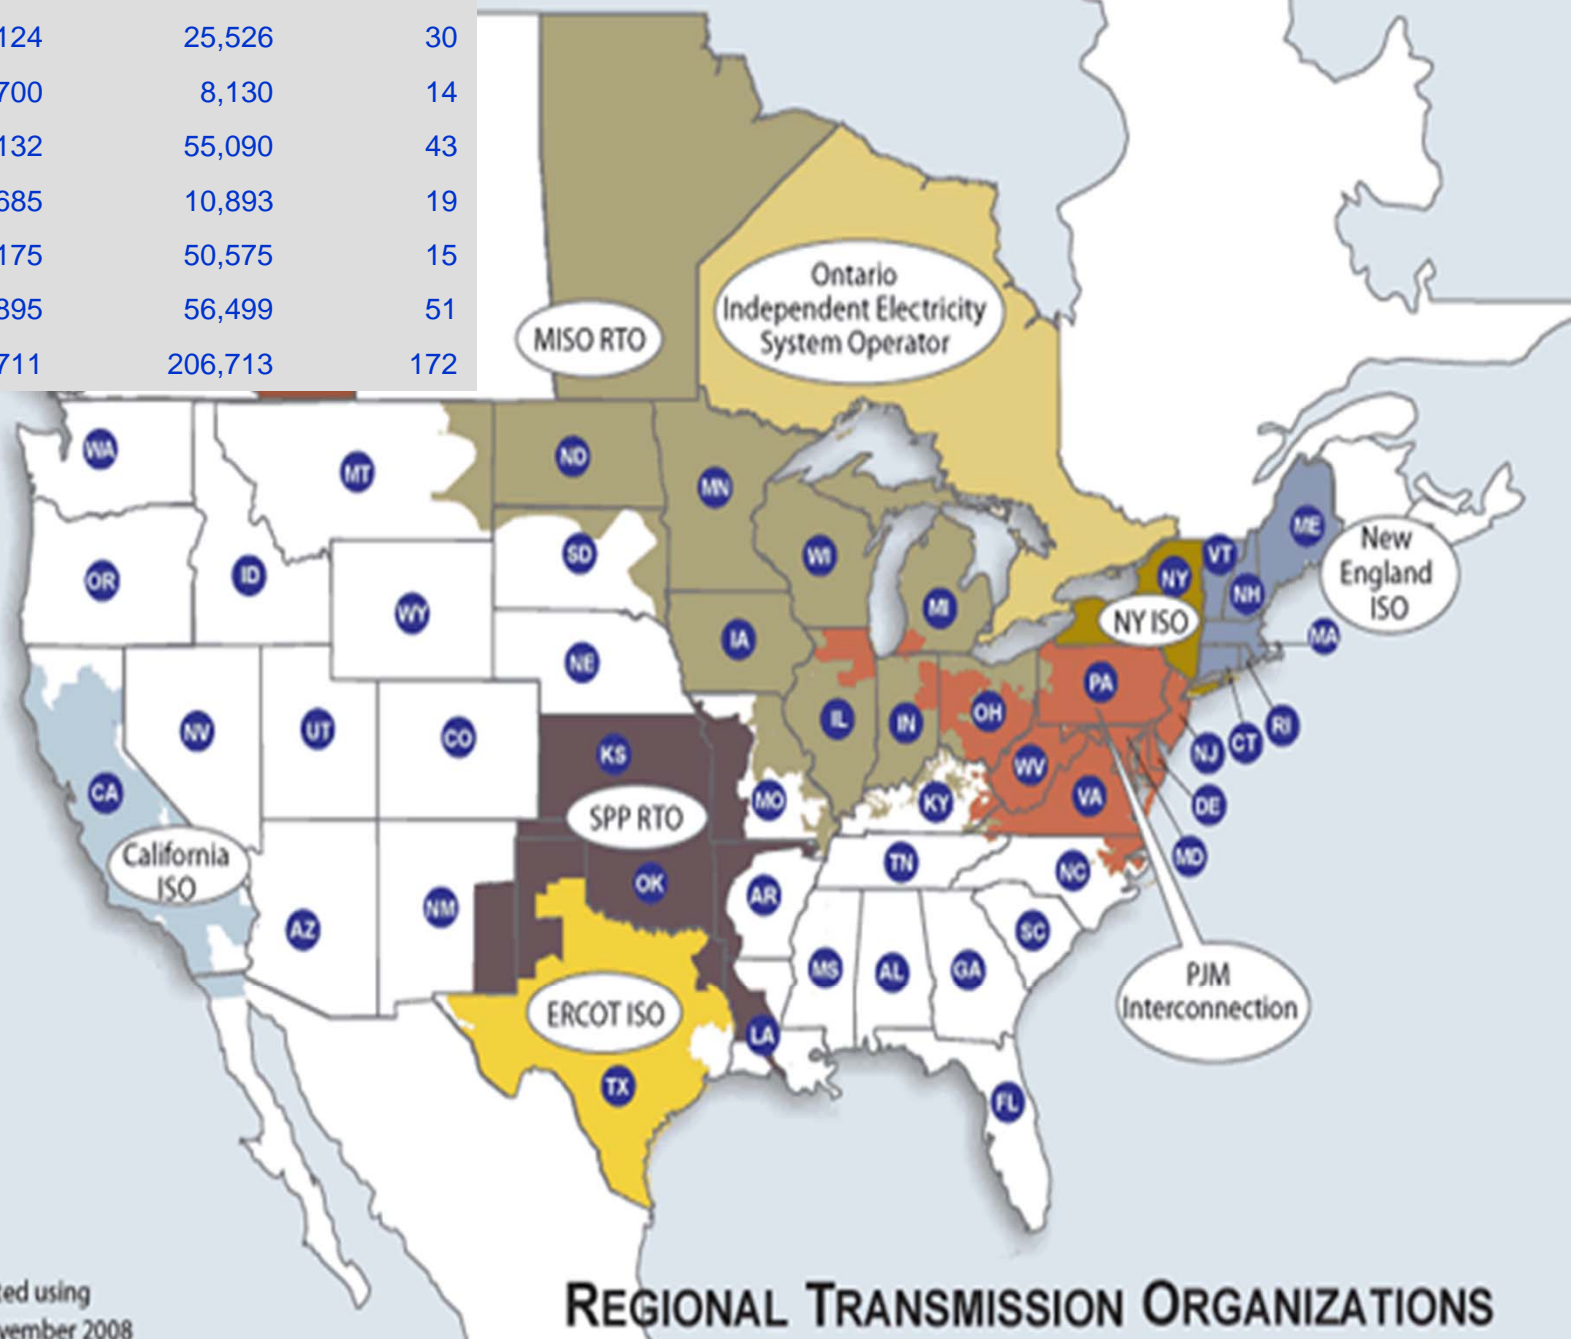 124 25,526 30
700 8,130 14
132 55,090 43
685 10,893 19
175 50,575 15
895 56,499 51
711 206,713 172
MISO RTO
Ontario
Independent Electricity
System Operator
WA
MT
ND
MN
OR
ID
WY
SD
WI
MI
NY
VT
NH
ME
New
England
ISO
NY ISO
MA
IA
NE
PA
NV
UT
CO
KS
IL
IN
OH
NJ
CT
RI
CA
MO
KY
WV
VA
DE
SPP RTO
California
ISO
AZ
NM
OK
AR
TN
NC
MD
SC
MS
AL
GA
PJM
Interconnection
ERCOT ISO
LA
TX
FL
ted using
vember 2008
REGIONAL TRANSMISSION ORGANIZATIONS